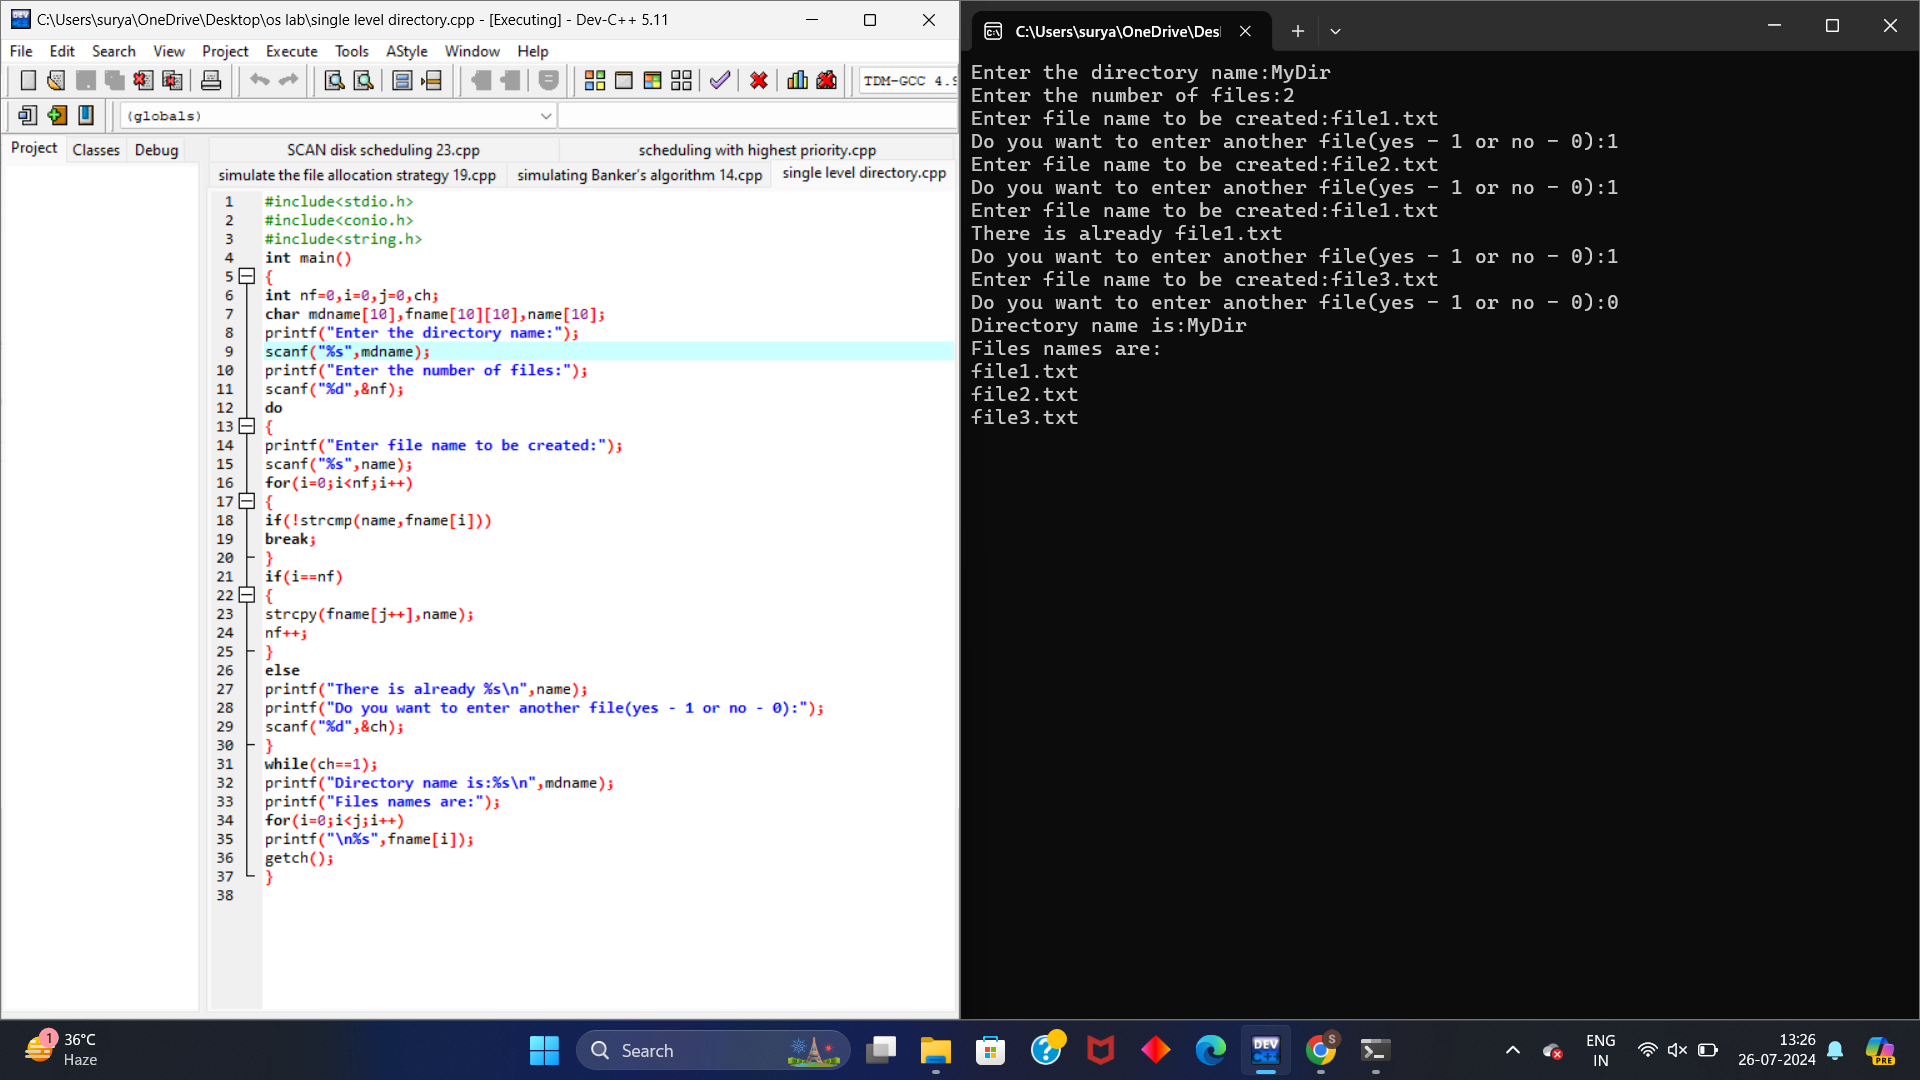 C:\Users\surya\OneDrive\Desktop\os lab\single level directory.cpp - [Executing] - Dev-C++ 5.11
File Edit Search View Project Execute Tools AStyle Window Help
TDM-GCC 4.9
(globals)
Project Classes Debug
SCAN disk scheduling 23.cpp scheduling with highest priority.cpp
simulate the file allocation strategy 19.cpp simulating Banker's algorithm 14.cpp single level directory.cpp
1 #include<stdio.h>
2 #include<conio.h>
3 #include<string.h>
4 int main()
5 {
6 int nf=0,i=0,j=0,ch;
7 char mdname[10],fname[10][10],name[10];
8 printf("Enter the directory name:");
9 scanf("%s",mdname);
10 printf("Enter the number of files:");
11 scanf("%d",&nf);
12 do
13 {
14 printf("Enter file name to be created:");
15 scanf("%s",name);
16 for(i=0;i<nf;i++)
17 {
18 if(!strcmp(name,fname[i]))
19 break;
20 }
21 if(i==nf)
22 {
23 strcpy(fname[j++],name);
24 nf++;
25 }
26 else
27 printf("There is already %s\n",name);
28 printf("Do you want to enter another file(yes - 1 or no - 0):");
29 scanf("%d",&ch);
30 }
31 while(ch==1);
32 printf("Directory name is:%s\n",mdname);
33 printf("Files names are:");
34 for(i=0;i<j;i++)
35 printf("\n%s",fname[i]);
36 getch();
37 }
38
C:\Users\surya\OneDrive\Des
Enter the directory name:MyDir
Enter the number of files:2
Enter file name to be created:file1.txt
Do you want to enter another file(yes - 1 or no - 0):1
Enter file name to be created:file2.txt
Do you want to enter another file(yes - 1 or no - 0):1
Enter file name to be created:file1.txt
There is already file1.txt
Do you want to enter another file(yes - 1 or no - 0):1
Enter file name to be created:file3.txt
Do you want to enter another file(yes - 1 or no - 0):0
Directory name is:MyDir
Files names are:
file1.txt
file2.txt
file3.txt
1
36°C
Haze
Search
DEV
C++
S
ENG
IN
13:26
26-07-2024
PRE